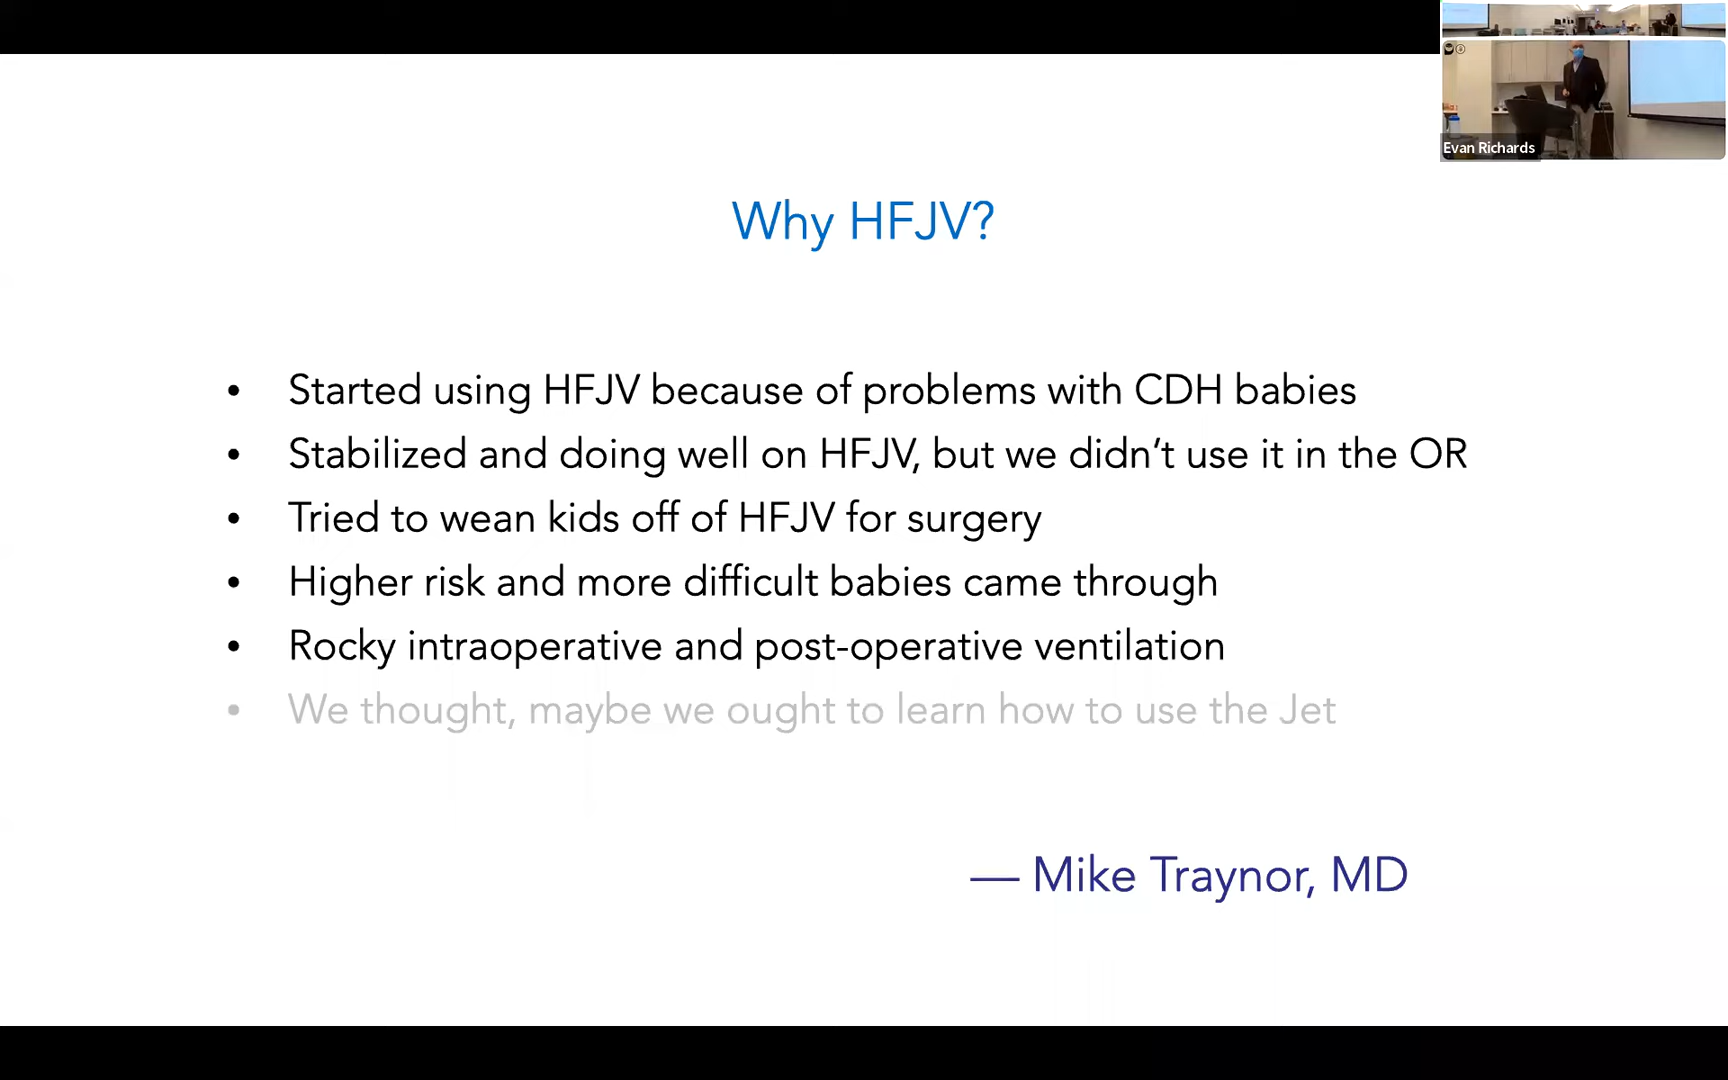 Evan Richards
Why HFJV?
• Started using HFJV because of problems with CDH babies
• Stabilized and doing well on HFJV, but we didn’t use it in the OR
• Tried to wean kids off of HFJV for surgery
• Higher risk and more difficult babies came through
• Rocky intraoperative and post-operative ventilation
• We thought, maybe we ought to learn how to use the Jet
— Mike Traynor, MD